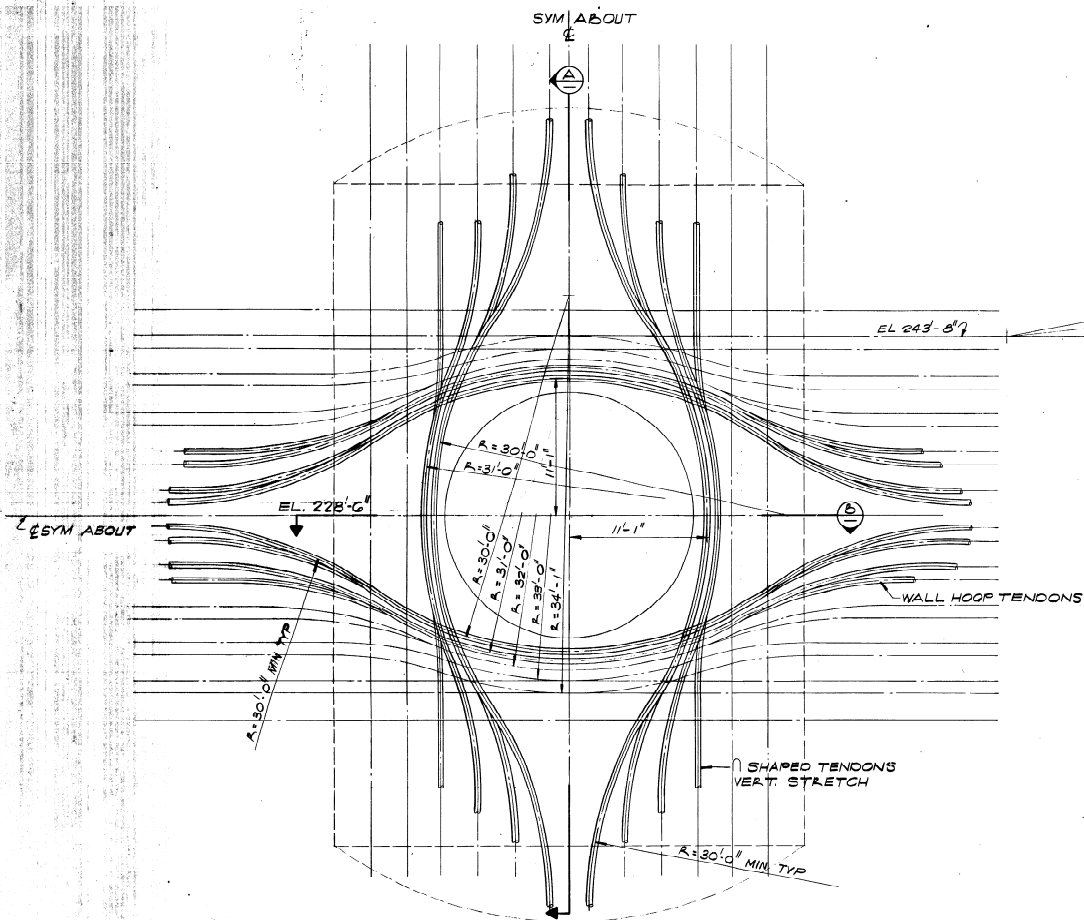 SYM ABOUT
℄
A
EL 243'-8"
R=30'-0"
R=31'-0"
11'-1"
EL. 228'-6"
℄ SYM ABOUT
B
11'-1"
R=30'-0"
R=31'-0"
R=32'-0"
R=33'-0"
R=34'-1"
WALL HOOP TENDONS
R=30'-0" MIN TYP
∩ SHAPED TENDONS
VERT. STRETCH
R=30'-0" MIN. TYP